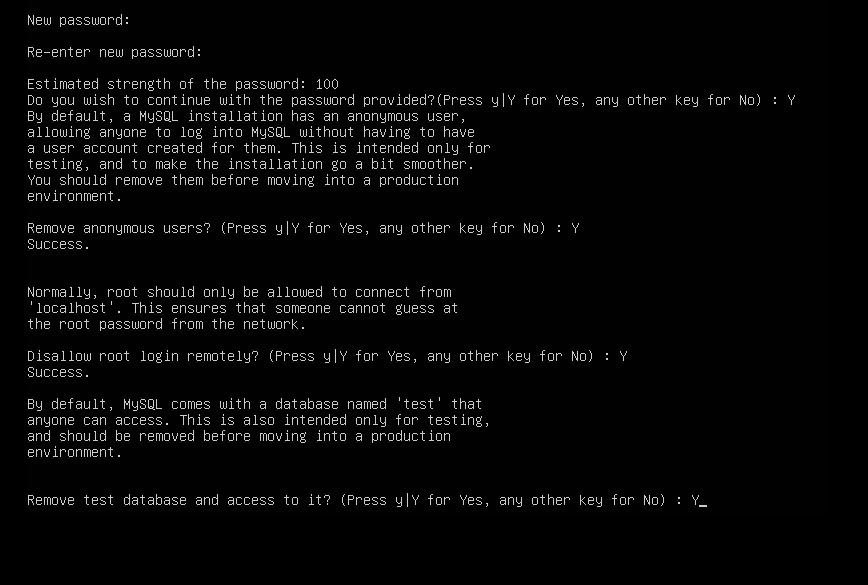 New password:
Re-enter new password:
Estimated strength of the password: 100
Do you wish to continue with the password provided?(Press y|Y for Yes, any other key for No) : Y
By default, a MySQL installation has an anonymous user,
allowing anyone to log into MySQL without having to have
a user account created for them. This is intended only for
testing, and to make the installation go a bit smoother.
You should remove them before moving into a production
environment.
Remove anonymous users? (Press y|Y for Yes, any other key for No) : Y
Success.
Normally, root should only be allowed to connect from
'localhost'. This ensures that someone cannot guess at
the root password from the network.
Disallow root login remotely? (Press y|Y for Yes, any other key for No) : Y
Success.
By default, MySQL comes with a database named 'test' that
anyone can access. This is also intended only for testing,
and should be removed before moving into a production
environment.
Remove test database and access to it? (Press y|Y for Yes, any other key for No) : Y_